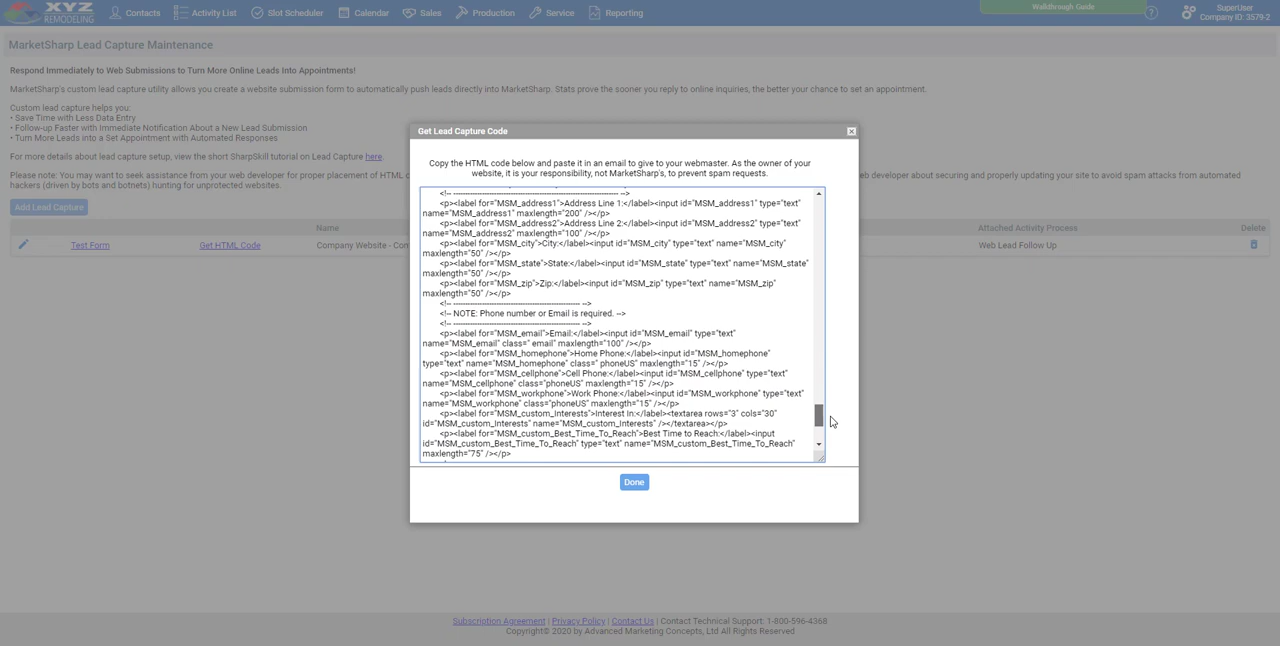 XYZ
REMODELING
Contacts
Activity List
Slot Scheduler
Calendar
Sales
Production
Service
Reporting
Walkthrough Guide
?
SuperUser
Company ID: 3579-2
MarketSharp Lead Capture Maintenance
Respond Immediately to Web Submissions to Turn More Online Leads Into Appointments!
MarketSharp's custom lead capture utility allows you create a website submission form to automatically push leads directly into MarketSharp. Stats prove the sooner you reply to online inquiries, the better your chance to set an appointment.
Custom lead capture helps you:
• Save Time with Less Data Entry
• Follow-up Faster with Immediate Notification About a New Lead Submission
• Turn More Leads into a Set Appointment with Automated Responses
For more details about lead capture setup, view the short SharpSkill tutorial on Lead Capture here.
Please note: You may want to seek assistance from your web developer for proper placement of HTML c
eb developer about securing and properly updating your site to avoid spam attacks from automated
hackers (driven by bots and botnets) hunting for unprotected websites.
Add Lead Capture
Name
Attached Activity Process
Delete
Test Form
Get HTML Code
Company Website - Con
Web Lead Follow Up
Get Lead Capture Code
Copy the HTML code below and paste it in an email to give to your webmaster. As the owner of your
website, it is your responsibility, not MarketSharp's, to prevent spam requests.
<!-- ---------------------------------------------------------------- -->
<p><label for="MSM_address1">Address Line 1:</label><input id="MSM_address1" type="text"
name="MSM_address1" maxlength="200" /></p>
<p><label for="MSM_address2">Address Line 2:</label><input id="MSM_address2" type="text"
name="MSM_address2" maxlength="100" /></p>
<p><label for="MSM_city">City:</label><input id="MSM_city" type="text" name="MSM_city"
maxlength="50" /></p>
<p><label for="MSM_state">State:</label><input id="MSM_state" type="text" name="MSM_state"
maxlength="50" /></p>
<p><label for="MSM_zip">Zip:</label><input id="MSM_zip" type="text" name="MSM_zip"
maxlength="50" /></p>
<!-- ------------------------------------------------- -->
<!-- NOTE: Phone number or Email is required. -->
<!-- ------------------------------------------------- -->
<p><label for="MSM_email">Email:</label><input id="MSM_email" type="text"
name="MSM_email" class=" email" maxlength="100" /></p>
<p><label for="MSM_homephone">Home Phone:</label><input id="MSM_homephone"
type="text" name="MSM_homephone" class=" phoneUS" maxlength="15" /></p>
<p><label for="MSM_cellphone">Cell Phone:</label><input id="MSM_cellphone" type="text"
name="MSM_cellphone" class="phoneUS" maxlength="15" /></p>
<p><label for="MSM_workphone">Work Phone:</label><input id="MSM_workphone" type="text"
name="MSM_workphone" class="phoneUS" maxlength="15" /></p>
<p><label for="MSM_custom_Interests">Interest In:</label><textarea rows="3" cols="30"
id="MSM_custom_Interests" name="MSM_custom_Interests" /></textarea></p>
<p><label for="MSM_custom_Best_Time_To_Reach">Best Time to Reach:</label><input
id="MSM_custom_Best_Time_To_Reach" type="text" name="MSM_custom_Best_Time_To_Reach"
maxlength="75" /></p>
Done
Subscription Agreement | Privacy Policy | Contact Us | Contact Technical Support: 1-800-596-4368
Copyright© 2020 by Advanced Marketing Concepts, Ltd All Rights Reserved